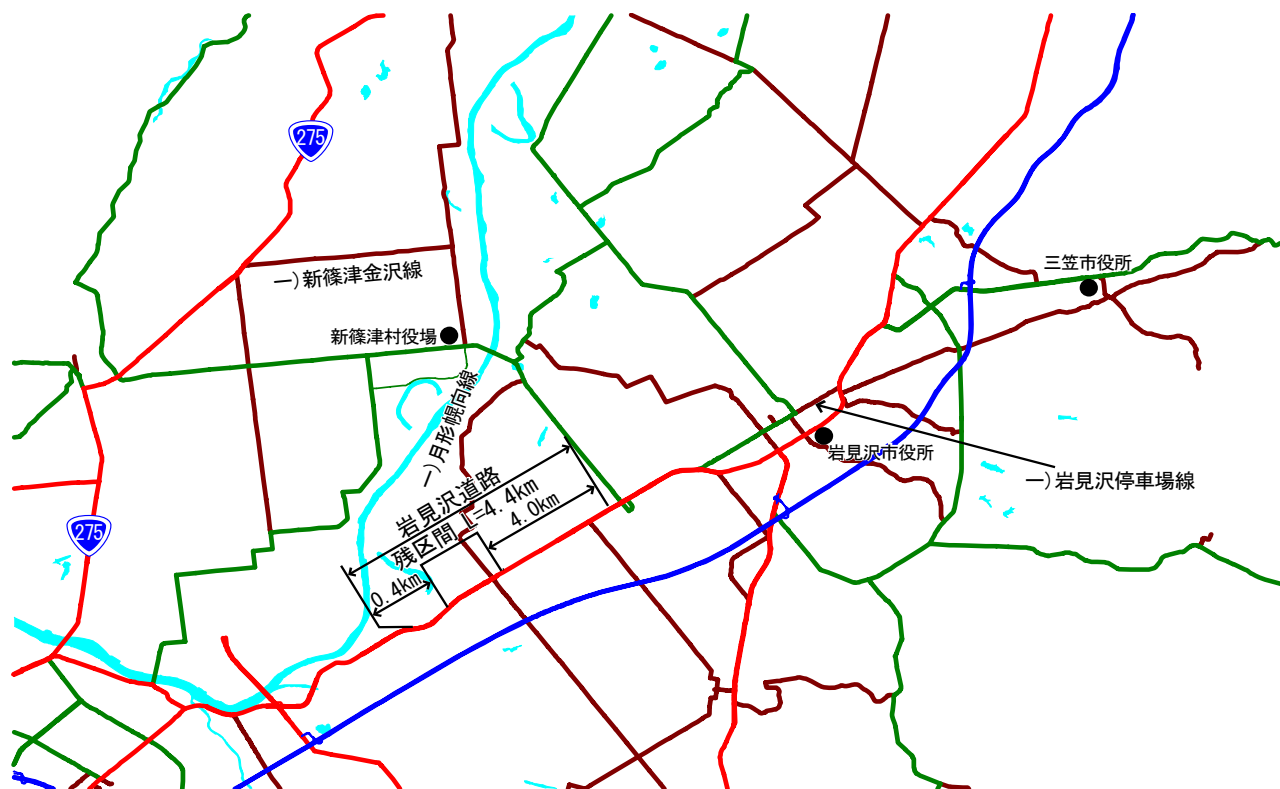 275
一）新篠津金沢線
三笠市役所
新篠津村役場
一）月形幌向線
岩見沢市役所
一）岩見沢停車場線
岩見沢道路
残区間 L=4.4km
4.0km
275
0.4km